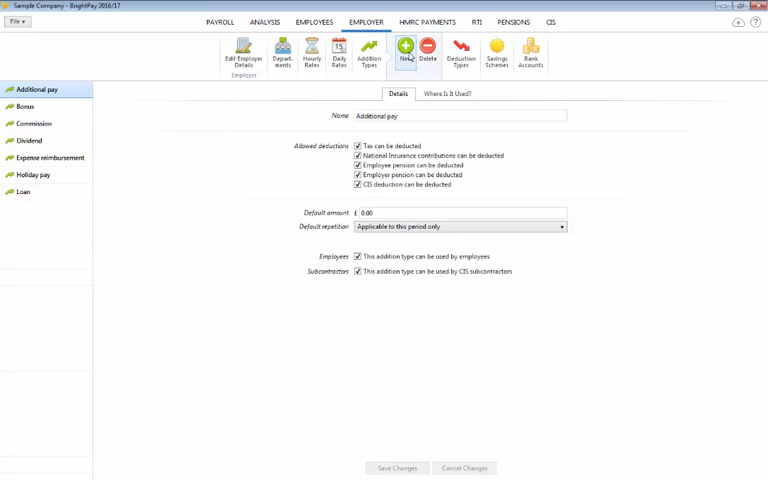 Sample Company - BrightPay 2016/17
File
PAYROLL ANALYSIS EMPLOYEES EMPLOYER HMRC PAYMENTS RTI PENSIONS CIS
Edit Employer Details
Depart-ments
Hourly Rates
15
Daily Rates
Addition Types
New
Delete
Deduction Types
Savings Schemes
Bank Accounts
Employer
Additional pay
Bonus
Commission
Dividend
Expense reimbursement
Holiday pay
Loan
Details Where Is It Used?
Name Additional pay
Allowed deductions Tax can be deducted
National Insurance contributions can be deducted
Employee pension can be deducted
Employer pension can be deducted
CIS deduction can be deducted
Default amount £ 0.00
Default repetition Applicable to this period only
Employees This addition type can be used by employees
Subcontractors This addition type can be used by CIS subcontractors
Save Changes Cancel Changes